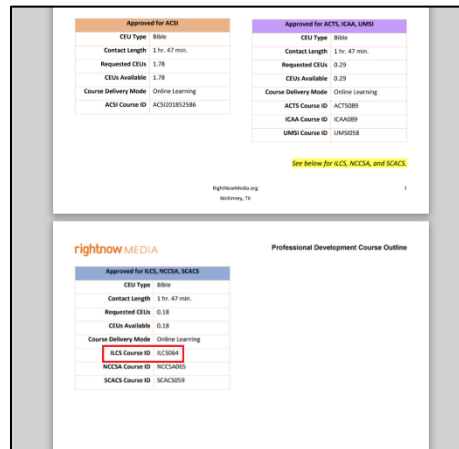 Approved for ACSI
CEU Type Bible
Contact Length 1 hr. 47 min.
Requested CEUs 1.78
CEUs Available 1.78
Course Delivery Mode Online Learning
ACSI Course ID ACSI201852586
Approved for ACTS, ICAA, UMSI
CEU Type Bible
Contact Length 1 hr. 47 min.
Requested CEUs 0.29
CEUs Available 0.29
Course Delivery Mode Online Learning
ACTS Course ID ACTS089
ICAA Course ID ICAA089
UMSI Course ID UMSI058
See below for ILCS, NCCSA, and SCACS.
RightNowMedia.org 1
McKinney, TX
rightnow MEDIA Professional Development Course Outline
Approved for ILCS, NCCSA, SCACS
CEU Type Bible
Contact Length 1 hr. 47 min.
Requested CEUs 0.18
CEUs Available 0.18
Course Delivery Mode Online Learning
ILCS Course ID ILCS064
NCCSA Course ID NCCSA065
SCACS Course ID SCACS059